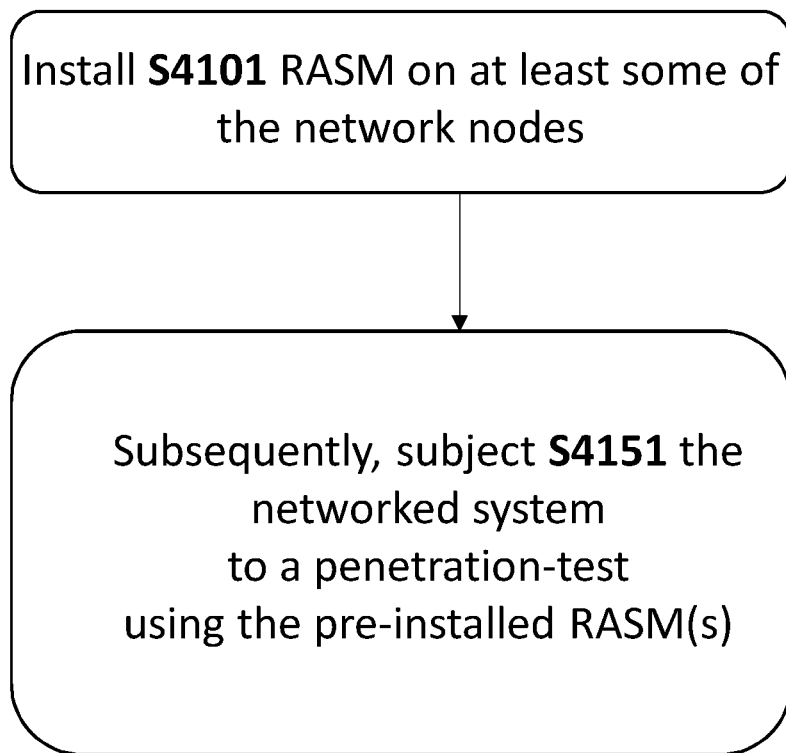 Install S4101 RASM on at least some of
the network nodes
Subsequently, subject S4151 the
networked system
to a penetration-test
using the pre-installed RASM(s)